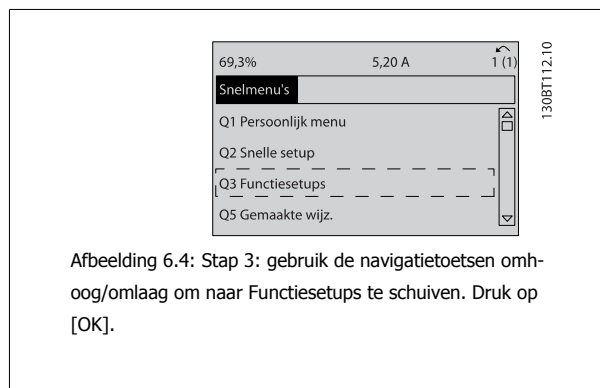 69,3% 5,20 A 1 (1)
Snelmenu's
Q1 Persoonlijk menu
Q2 Snelle setup
Q3 Functiesetups
Q5 Gemaakte wijz.
130BT112.10
Afbeelding 6.4: Stap 3: gebruik de navigatietoetsen omh-
oog/omlaag om naar Functiesetups te schuiven. Druk op
[OK].